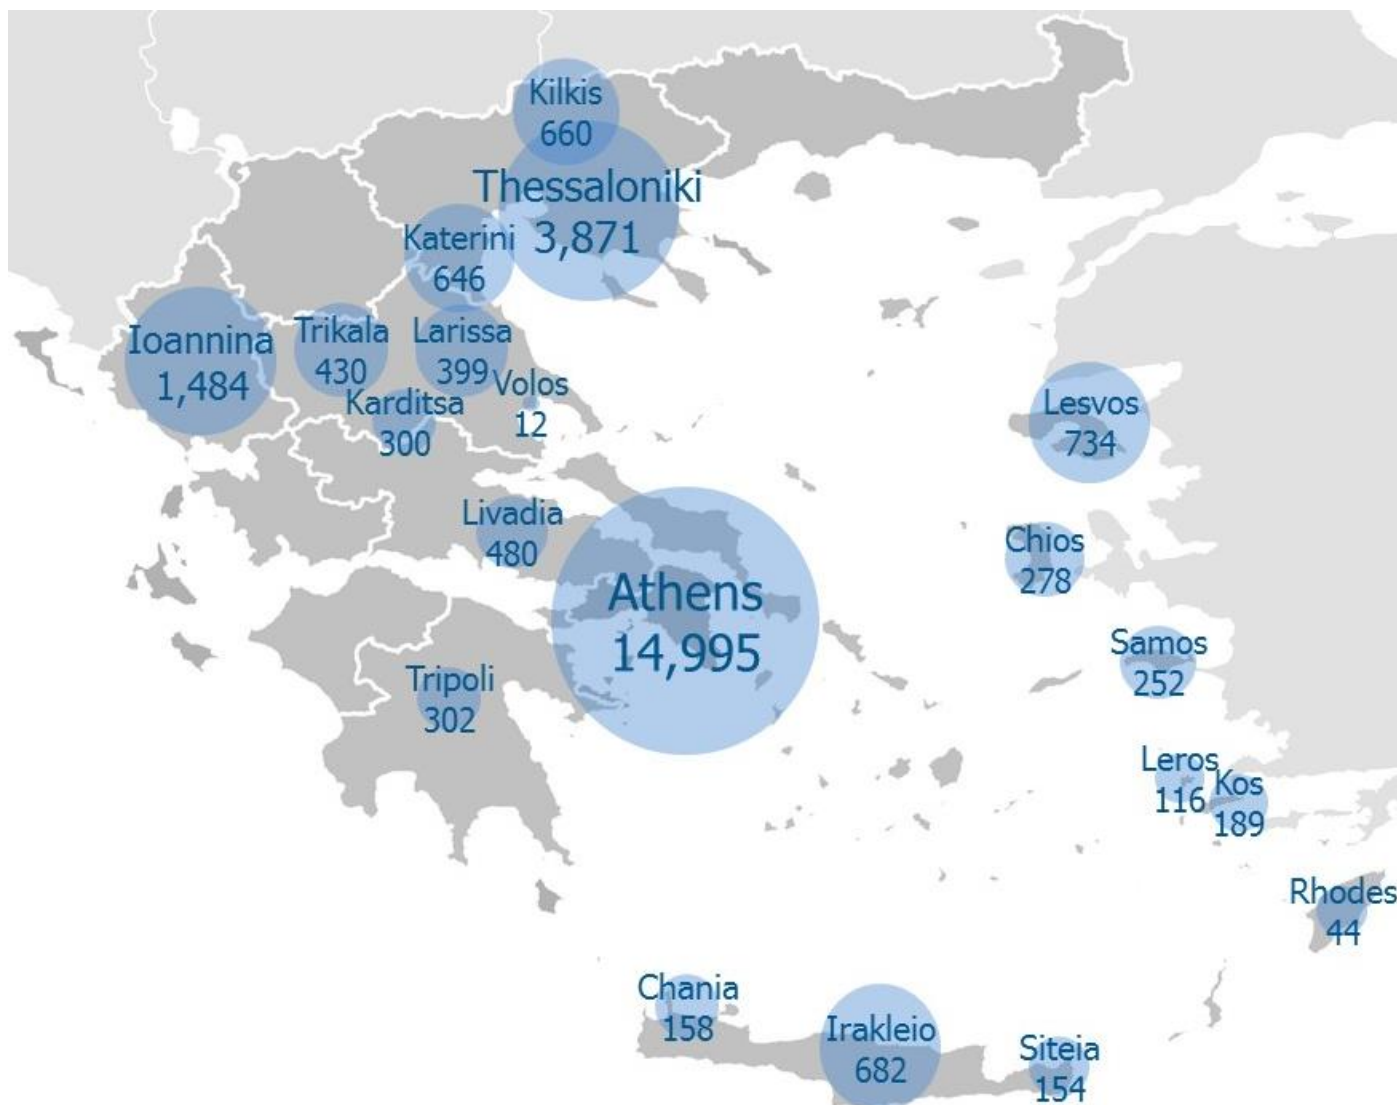 Kilkis
660
Thessaloniki
3,871
Katerini
646
Ioannina
1,484
Trikala
430
Larissa
399
Volos
12
Karditsa
300
Lesvos
734
Livadia
480
Chios
278
Athens
14,995
Samos
252
Tripoli
302
Leros
116
Kos
189
Rhodes
44
Chania
158
Irakleio
682
Siteia
154